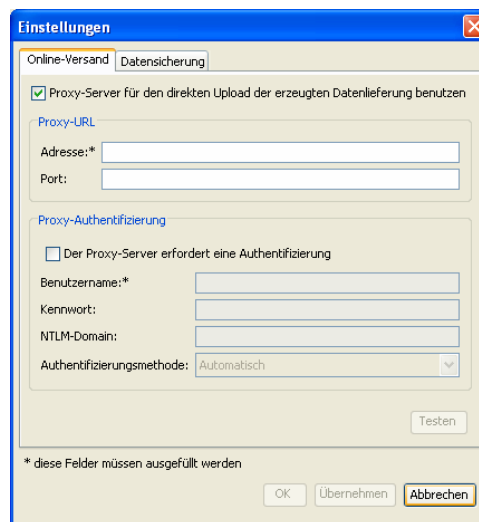 Einstellungen
Online-Versand Datensicherung
Proxy-Server für den direkten Upload der erzeugten Datenlieferung benutzen
Proxy-URL
Adresse:*
Port:
Proxy-Authentifizierung
Der Proxy-Server erfordert eine Authentifizierung
Benutzername:*
Kennwort:
NTLM-Domain:
Authentifizierungsmethode: Automatisch
Testen
* diese Felder müssen ausgefüllt werden
OK Übernehmen Abbrechen